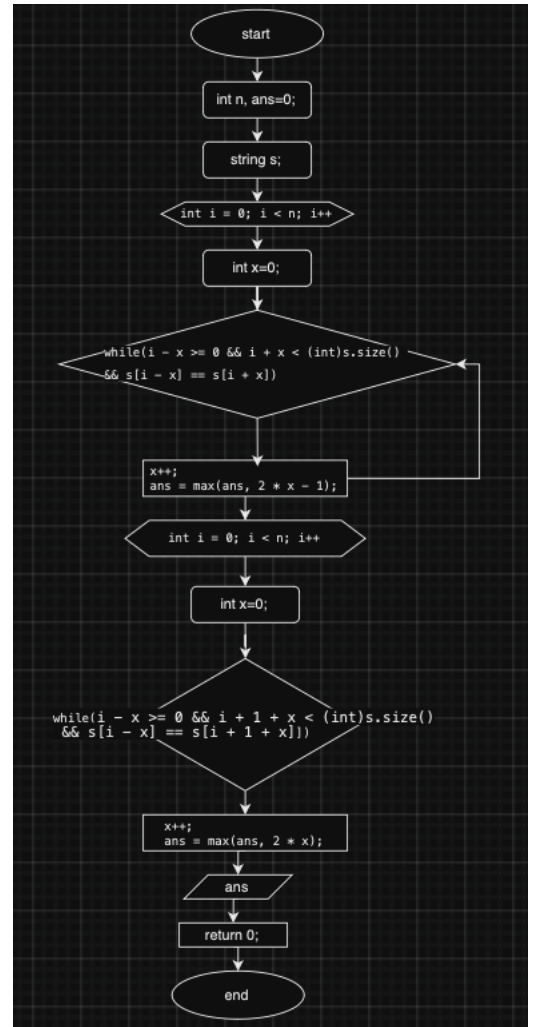 start
int n, ans=0;
string s;
int i = 0; i < n; i++
int x=0;
while(i - x >= 0 && i + x < (int)s.size()
&& s[i - x] == s[i + x])
x++;
ans = max(ans, 2 * x - 1);
int i = 0; i < n; i++
int x=0;
while(i - x >= 0 && i + 1 + x < (int)s.size()
&& s[i - x] == s[i + 1 + x]))
x++;
ans = max(ans, 2 * x);
ans
return 0;
end